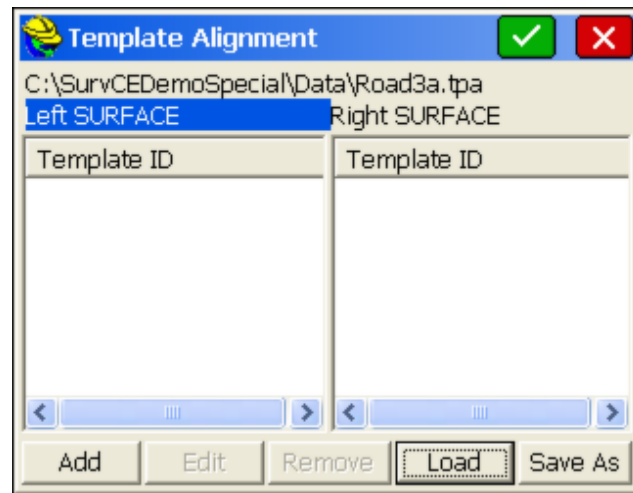 Template Alignment
C:\SurvCEDemoSpecial\Data\Road3a.tpa
Left SURFACE Right SURFACE
Template ID Template ID
Add Edit Remove Load Save As